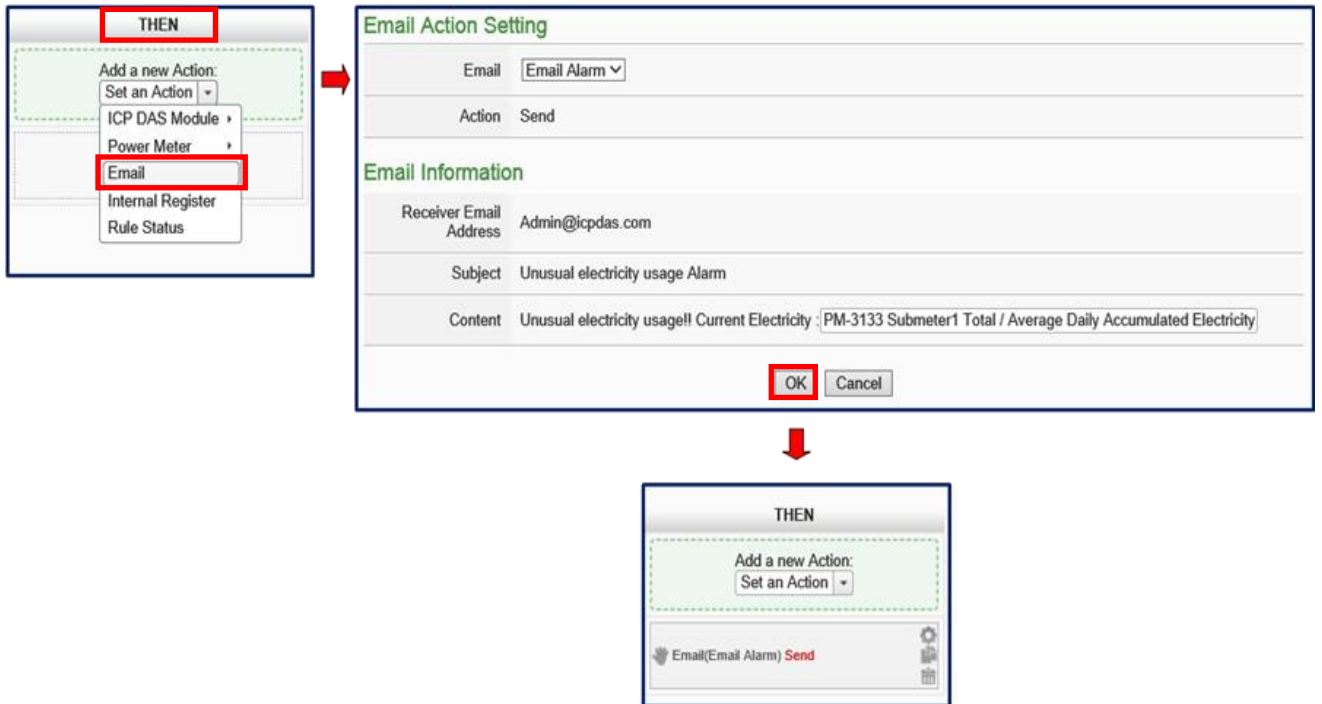 THEN
Add a new Action:
Set an Action
ICP DAS Module
Power Meter
Email
Internal Register
Rule Status
Email Action Setting
Email Email Alarm
Action Send
Email Information
Receiver Email
Address Admin@icpdas.com
Subject Unusual electricity usage Alarm
Content Unusual electricity usage!! Current Electricity : PM-3133 Submeter1 Total / Average Daily Accumulated Electricity
OK Cancel
THEN
Add a new Action:
Set an Action
Email(Email Alarm) Send